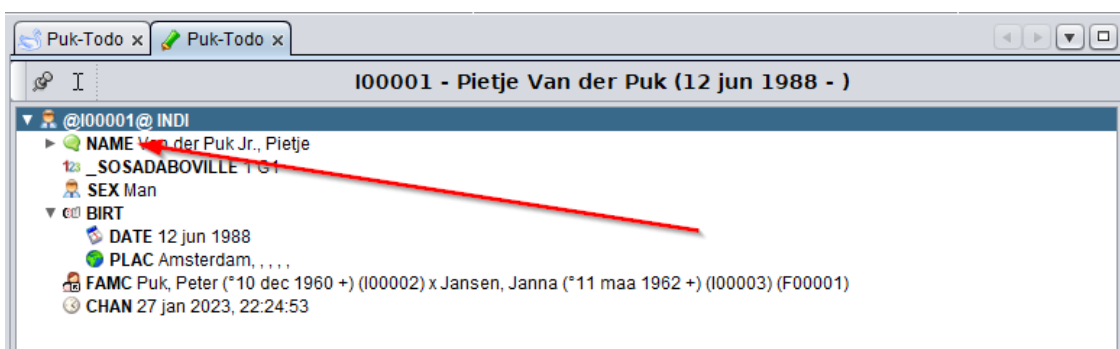 Puk-Todo x Puk-Todo x
I00001 - Pietje Van der Puk (12 jun 1988 - )
@I00001@ INDI
NAME Van der Puk Jr., Pietje
123 _SOSADABOVILLE 1 G1
SEX Man
BIRT
DATE 12 jun 1988
PLAC Amsterdam, , , , ,
FAMC Puk, Peter (°10 dec 1960 +) (I00002) x Jansen, Janna (°11 maa 1962 +) (I00003) (F00001)
CHAN 27 jan 2023, 22:24:53